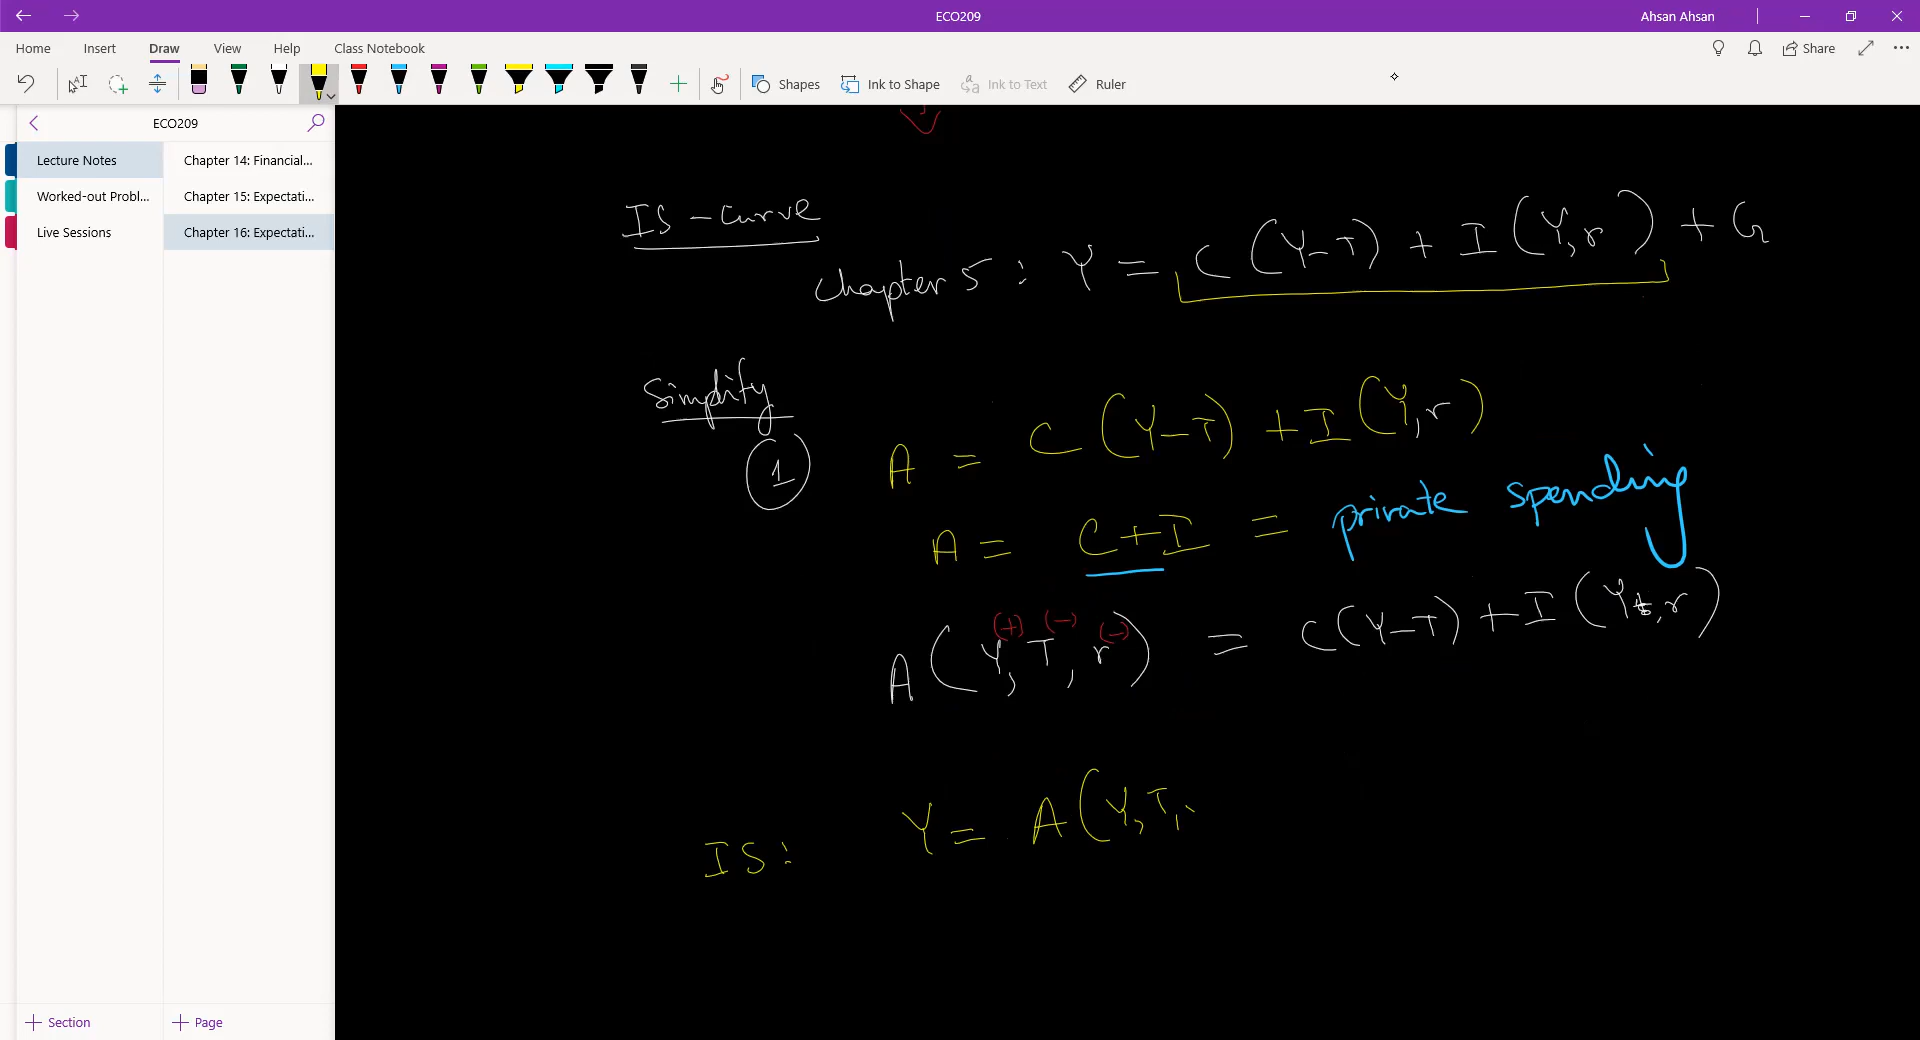 ECO209
Ahsan Ahsan
Home Insert Draw View Help Class Notebook
Share
Shapes Ink to Shape Ink to Text Ruler
ECO209
Lecture Notes
Worked-out Probl...
Live Sessions
Chapter 14: Financial...
Chapter 15: Expectati...
Chapter 16: Expectati...
IS - curve
Chapter 5 : Y = C (Y-T) + I (Y, r) + G
Simplify
1
A = C (Y-T) + I (Y, r)
A = C + I = private spending
(+) (-) (-)
A (Y, T, r) = C (Y-T) + I (Y, r)
IS: Y = A (Y, T,
+ Section
+ Page